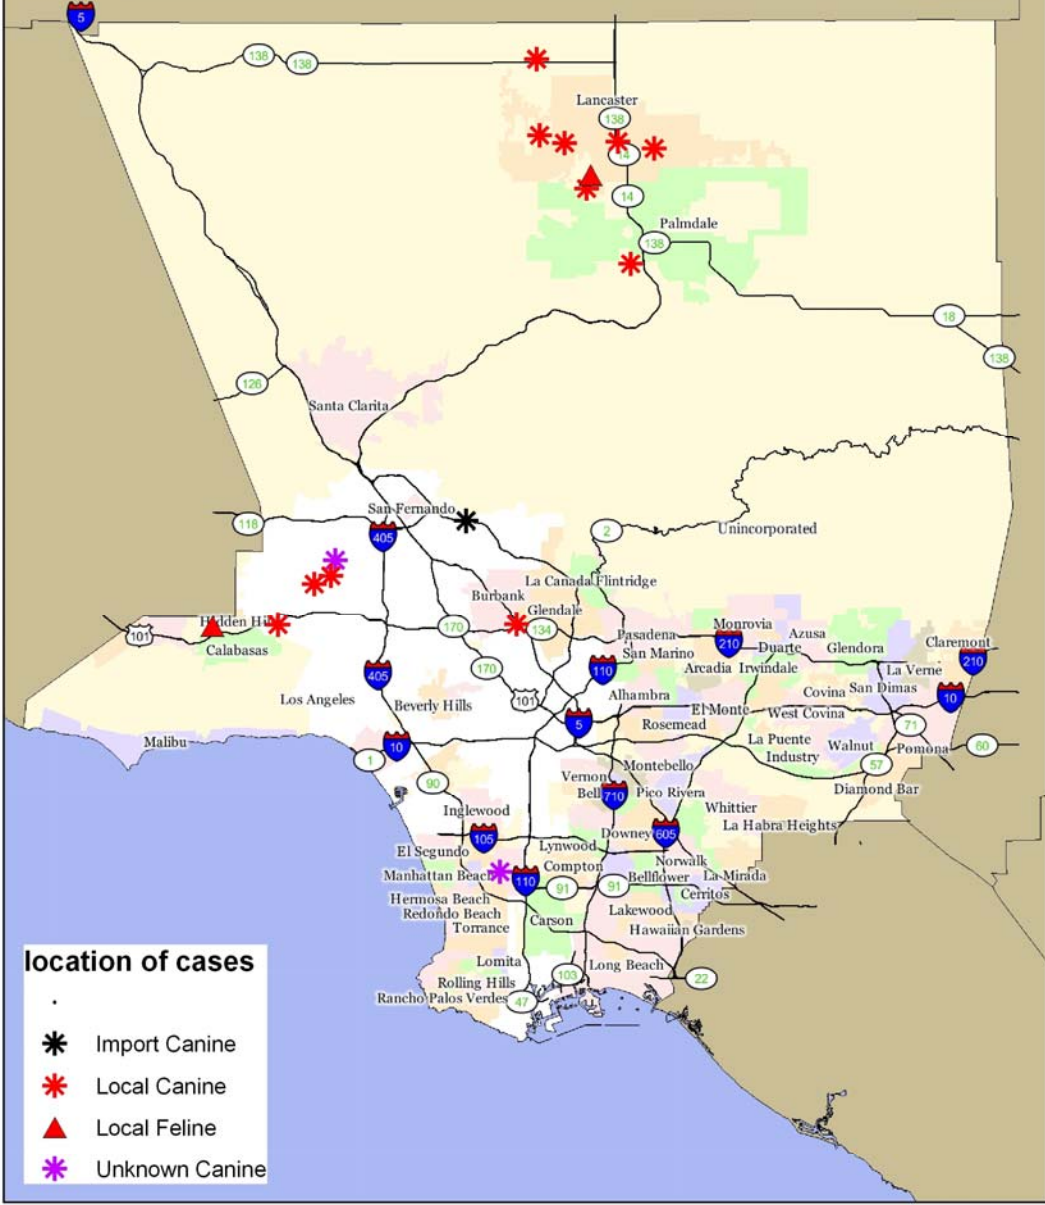 5
138
138
Lancaster
138
14
14
Palmdale
138
18
138
126
Santa Clarita
San Fernando
118
405
2
Unincorporated
La Canada Flintridge
Burbank
Glendale
Hidden Hi
101
170
134
Monrovia
Pasadena
210
Azusa
Claremont
Calabasas
San Marino
Duarte
Glendora
210
170
110
Arcadia
Irwindale
La Verne
405
Los Angeles
Beverly Hills
101
Alhambra
El Monte
Covina
San Dimas
10
5
Rosemead
West Covina
71
Malibu
10
La Puente
Walnut
Pomona
60
1
Industry
57
90
Montebello
Vernon
Bell
710
Pico Rivera
Diamond Bar
Inglewood
Whittier
La Habra Heights
105
Downey
605
El Segundo
Lynwood
Norwalk
Manhattan Beach
110
Compton
91
91
Bellflower
La Mirada
Cerritos
Hermosa Beach
Redondo Beach
Torrance
Carson
Lakewood
Hawaiian Gardens
Lomita
Long Beach
103
22
Rolling Hills
Rancho Palos Verdes
47
location of cases
Import Canine
Local Canine
Local Feline
Unknown Canine